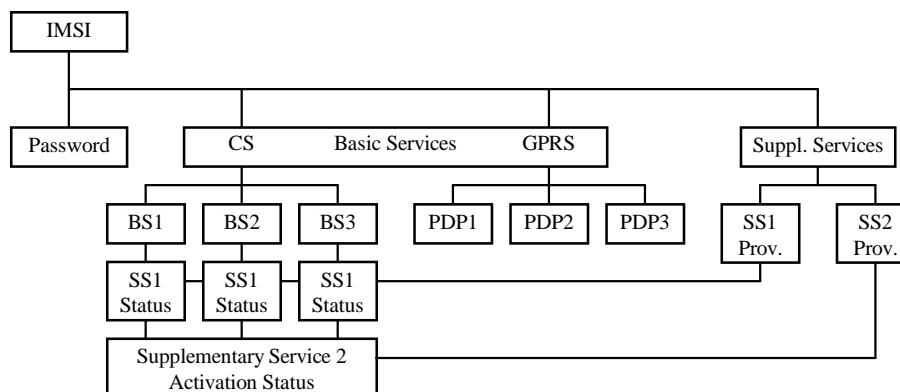 IMSI
Password
CS Basic Services GPRS
Suppl. Services
BS1
BS2
BS3
PDP1
PDP2
PDP3
SS1
Prov.
SS2
Prov.
SS1
Status
SS1
Status
SS1
Status
Supplementary Service 2
Activation Status